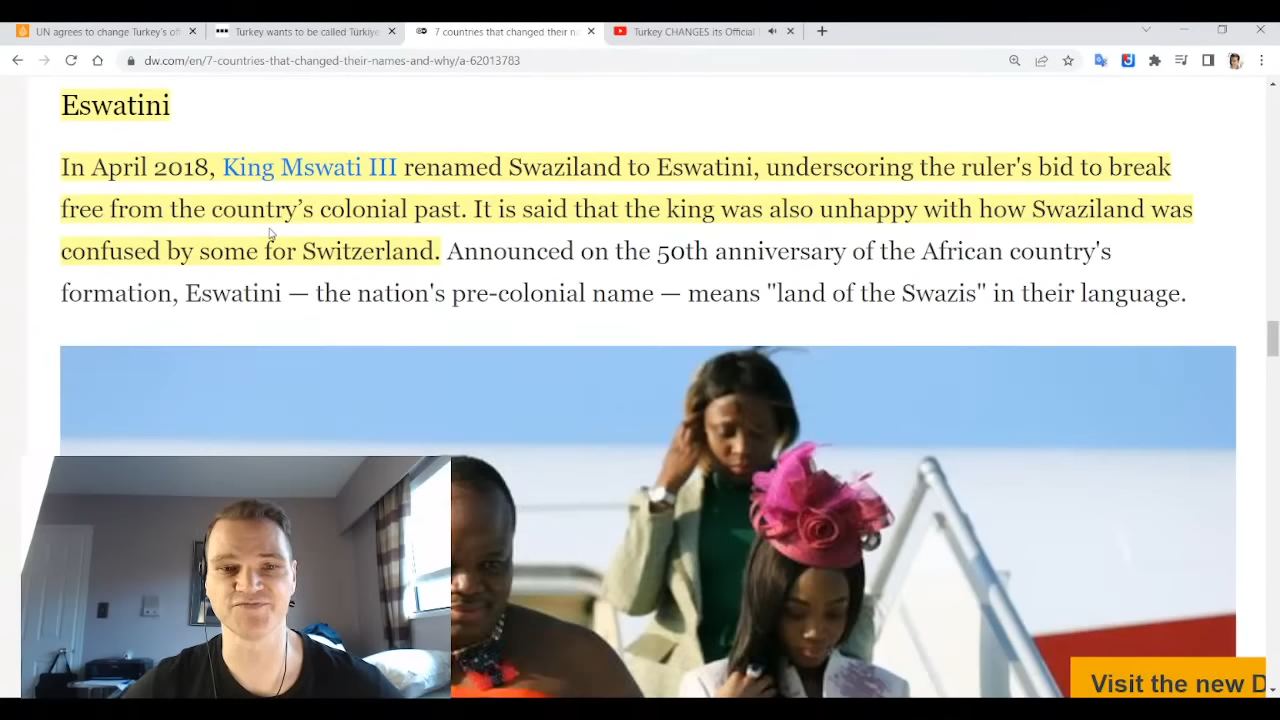 UN agrees to change Turkey's of
Turkey wants to be called Türkiye
7 countries that changed their n
Turkey CHANGES its Official
dw.com/en/7-countries-that-changed-their-names-and-why/a-62013783
Eswatini
In April 2018, King Mswati III renamed Swaziland to Eswatini, underscoring the ruler's bid to break
free from the country’s colonial past. It is said that the king was also unhappy with how Swaziland was
confused by some for Switzerland. Announced on the 50th anniversary of the African country's
formation, Eswatini — the nation's pre-colonial name — means "land of the Swazis" in their language.
Visit the new D